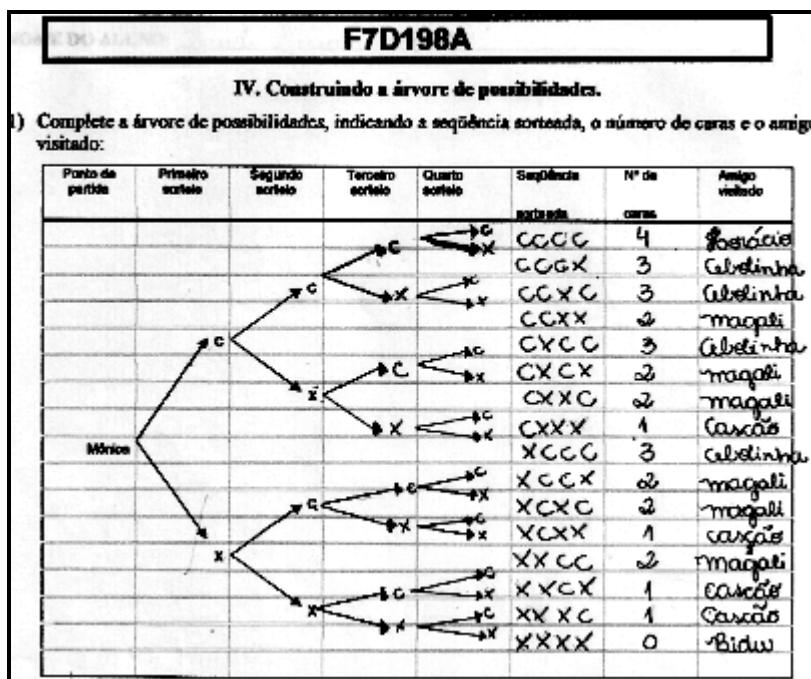 NOME DO ALUNO:
F7D198A
IV. Construindo a árvore de possibilidades.
1) Complete a árvore de possibilidades, indicando a seqüência sorteada, o número de caras e o amigo
visitado:
Ponto de partida Primeiro sorteio Segundo sorteio Terceiro sorteio Quarto sorteio Seqüência sorteada Nº de caras Amigo visitado
C C X CCCC 4 Horácio
CCCX 3 Cebolinha
C X C X CCXC 3 Cebolinha
CCXX 2 magali
C C CXCC 3 Cebolinha
X C X CXCX 2 magali
CXXC 2 magali
X C X CXXX 1 Cascão
Mônica XCCC 3 cebolinha
C C X XCCX 2 magali
C X C XCXC 2 magali
X XCXX 1 cascão
X C XXCC 2 magali
X C X XXCX 1 cascão
X C XXXC 1 Cascão
X XXXX 0 Bidu